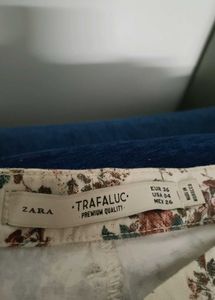 ZARA
·TRAFALUC·
PREMIUM QUALITY
EUR 36
USA 04
MEX 26